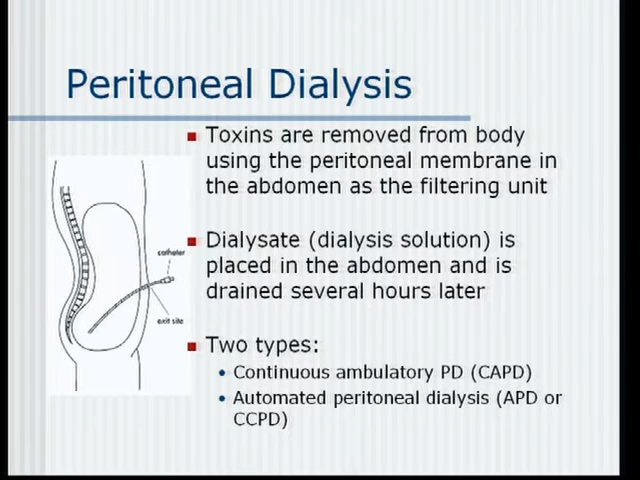 Peritoneal Dialysis
Toxins are removed from body
using the peritoneal membrane in
the abdomen as the filtering unit
Dialysate (dialysis solution) is
placed in the abdomen and is
drained several hours later
Two types:
• Continuous ambulatory PD (CAPD)
• Automated peritoneal dialysis (APD or
CCPD)
catheter
exit site